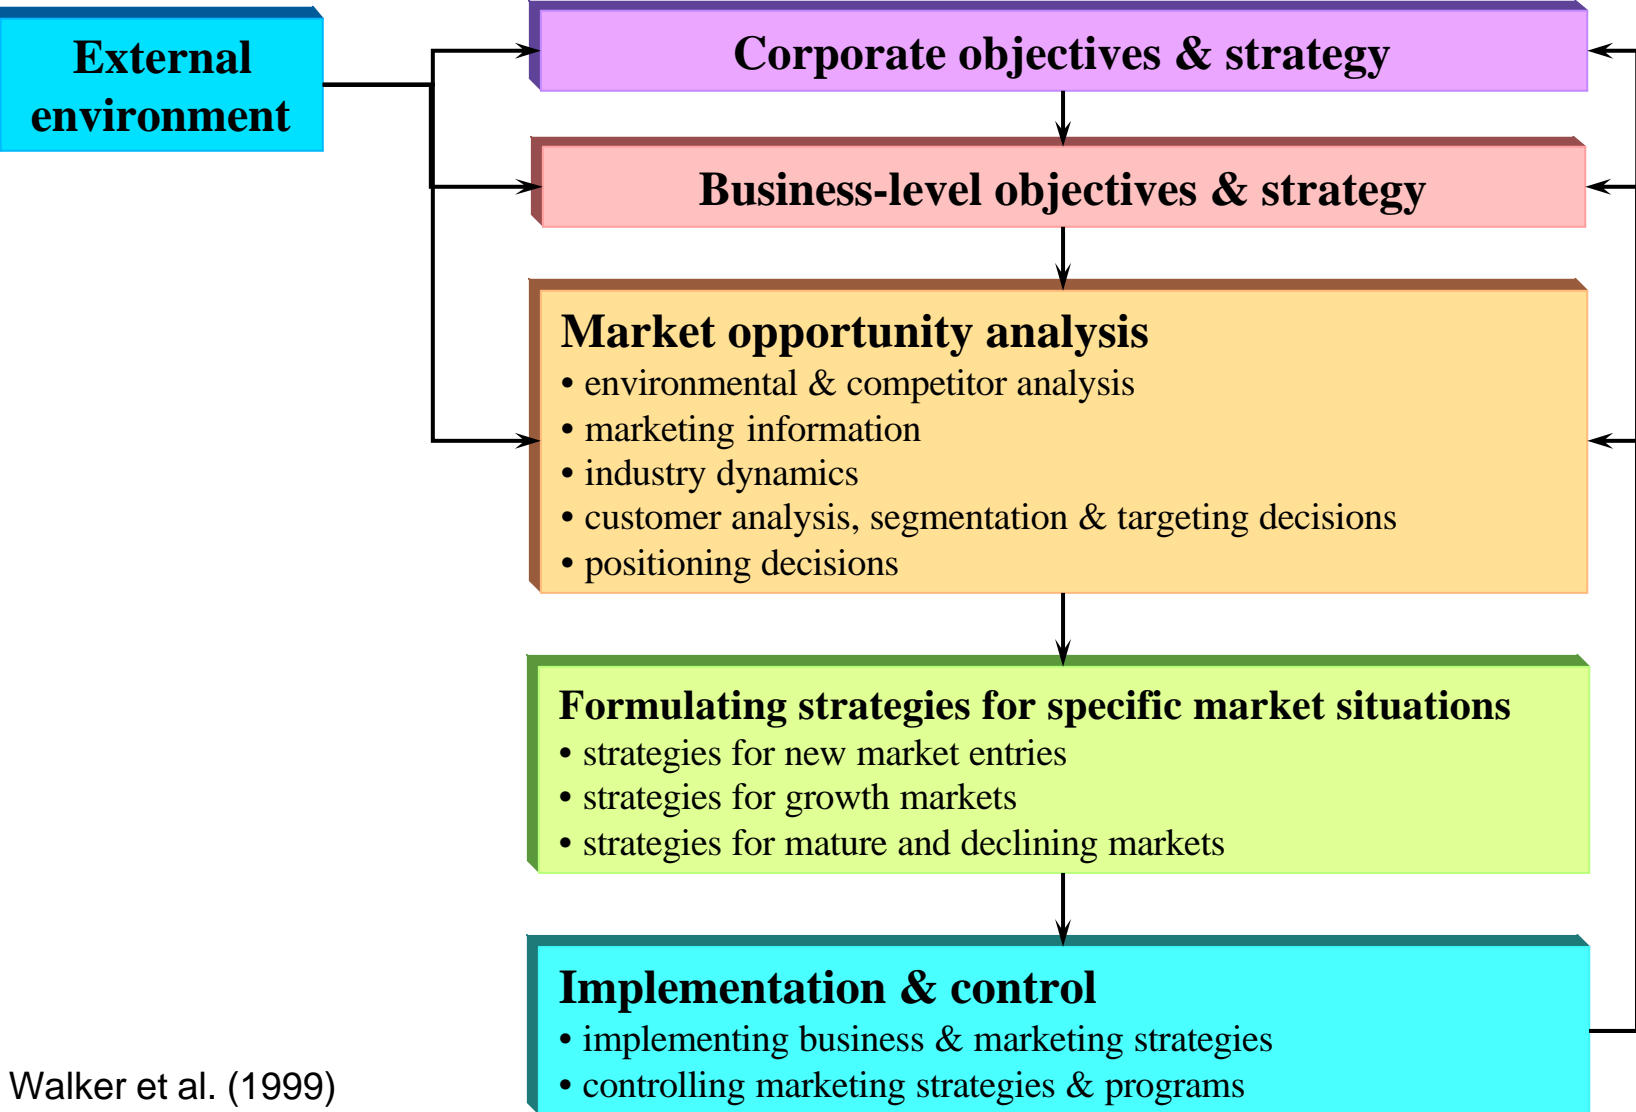 External
environment
Corporate objectives & strategy
Business-level objectives & strategy
Market opportunity analysis
• environmental & competitor analysis
• marketing information
• industry dynamics
• customer analysis, segmentation & targeting decisions
• positioning decisions
Formulating strategies for specific market situations
• strategies for new market entries
• strategies for growth markets
• strategies for mature and declining markets
Implementation & control
• implementing business & marketing strategies
• controlling marketing strategies & programs
Walker et al. (1999)